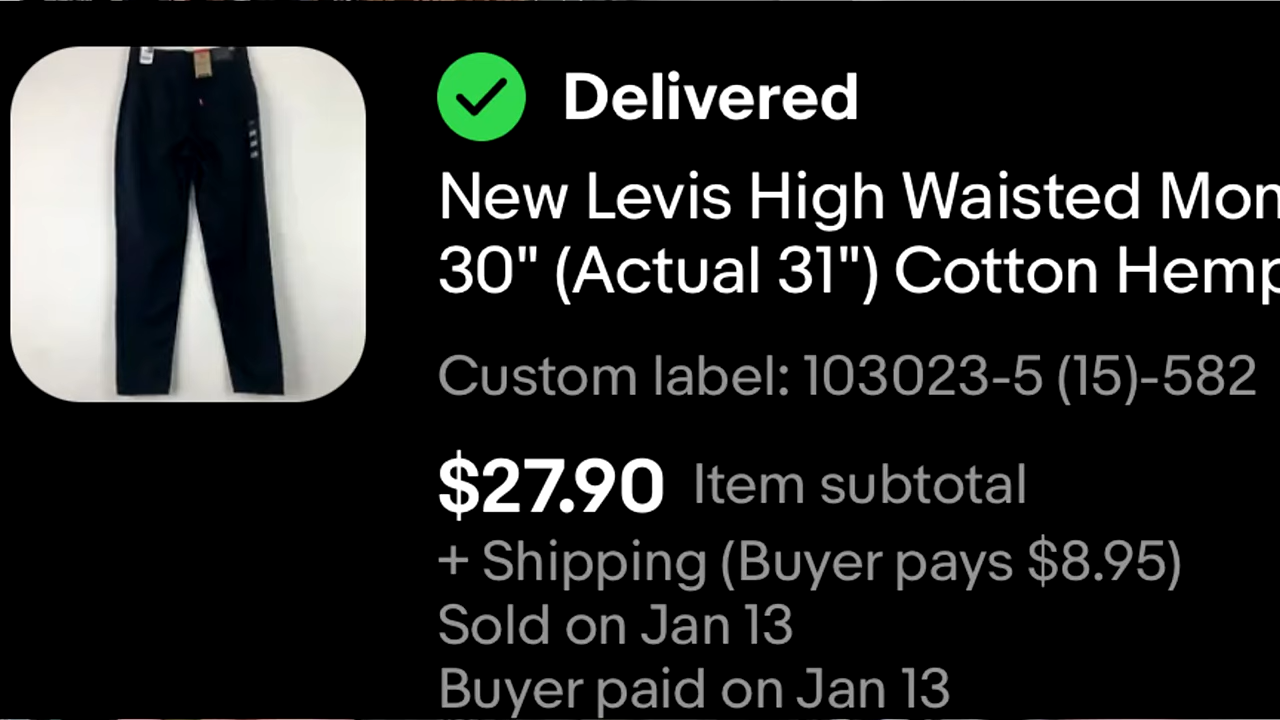 Delivered
New Levis High Waisted Mom
30" (Actual 31") Cotton Hemp
Custom label: 103023-5 (15)-582
$27.90 Item subtotal
+ Shipping (Buyer pays $8.95)
Sold on Jan 13
Buyer paid on Jan 13